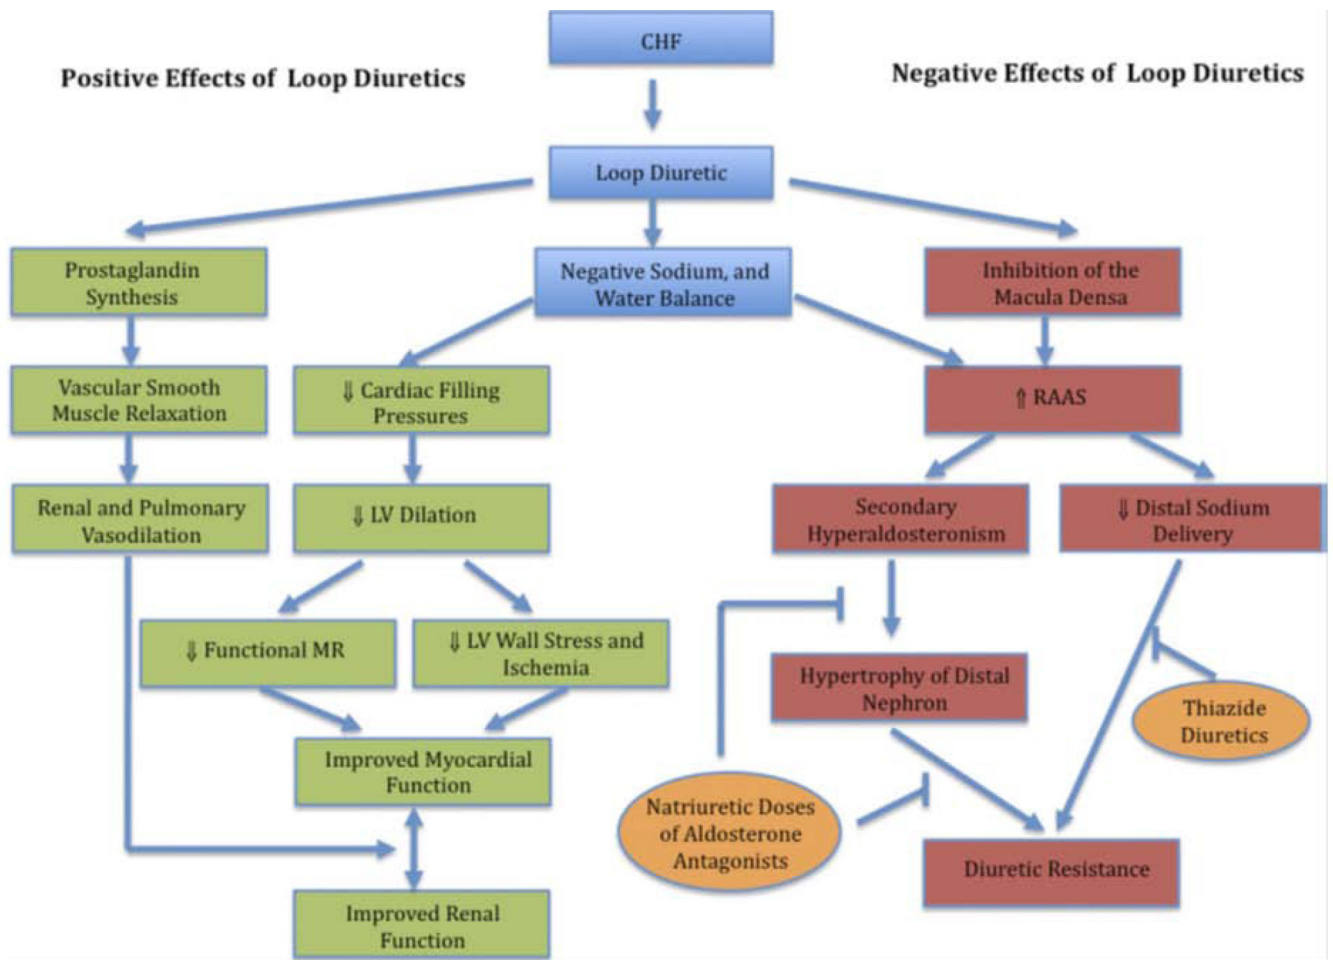 CHF
Positive Effects of Loop Diuretics
Negative Effects of Loop Diuretics
Loop Diuretic
Prostaglandin
Synthesis
Negative Sodium, and
Water Balance
Inhibition of the
Macula Densa
Vascular Smooth
Muscle Relaxation
⇓ Cardiac Filling
Pressures
⇑ RAAS
Renal and Pulmonary
Vasodilation
⇓ LV Dilation
Secondary
Hyperaldosteronism
⇓ Distal Sodium
Delivery
⇓ Functional MR
⇓ LV Wall Stress and
Ischemia
Hypertrophy of Distal
Nephron
Thiazide
Diuretics
Improved Myocardial
Function
Natriuretic Doses
of Aldosterone
Antagonists
Diuretic Resistance
Improved Renal
Function